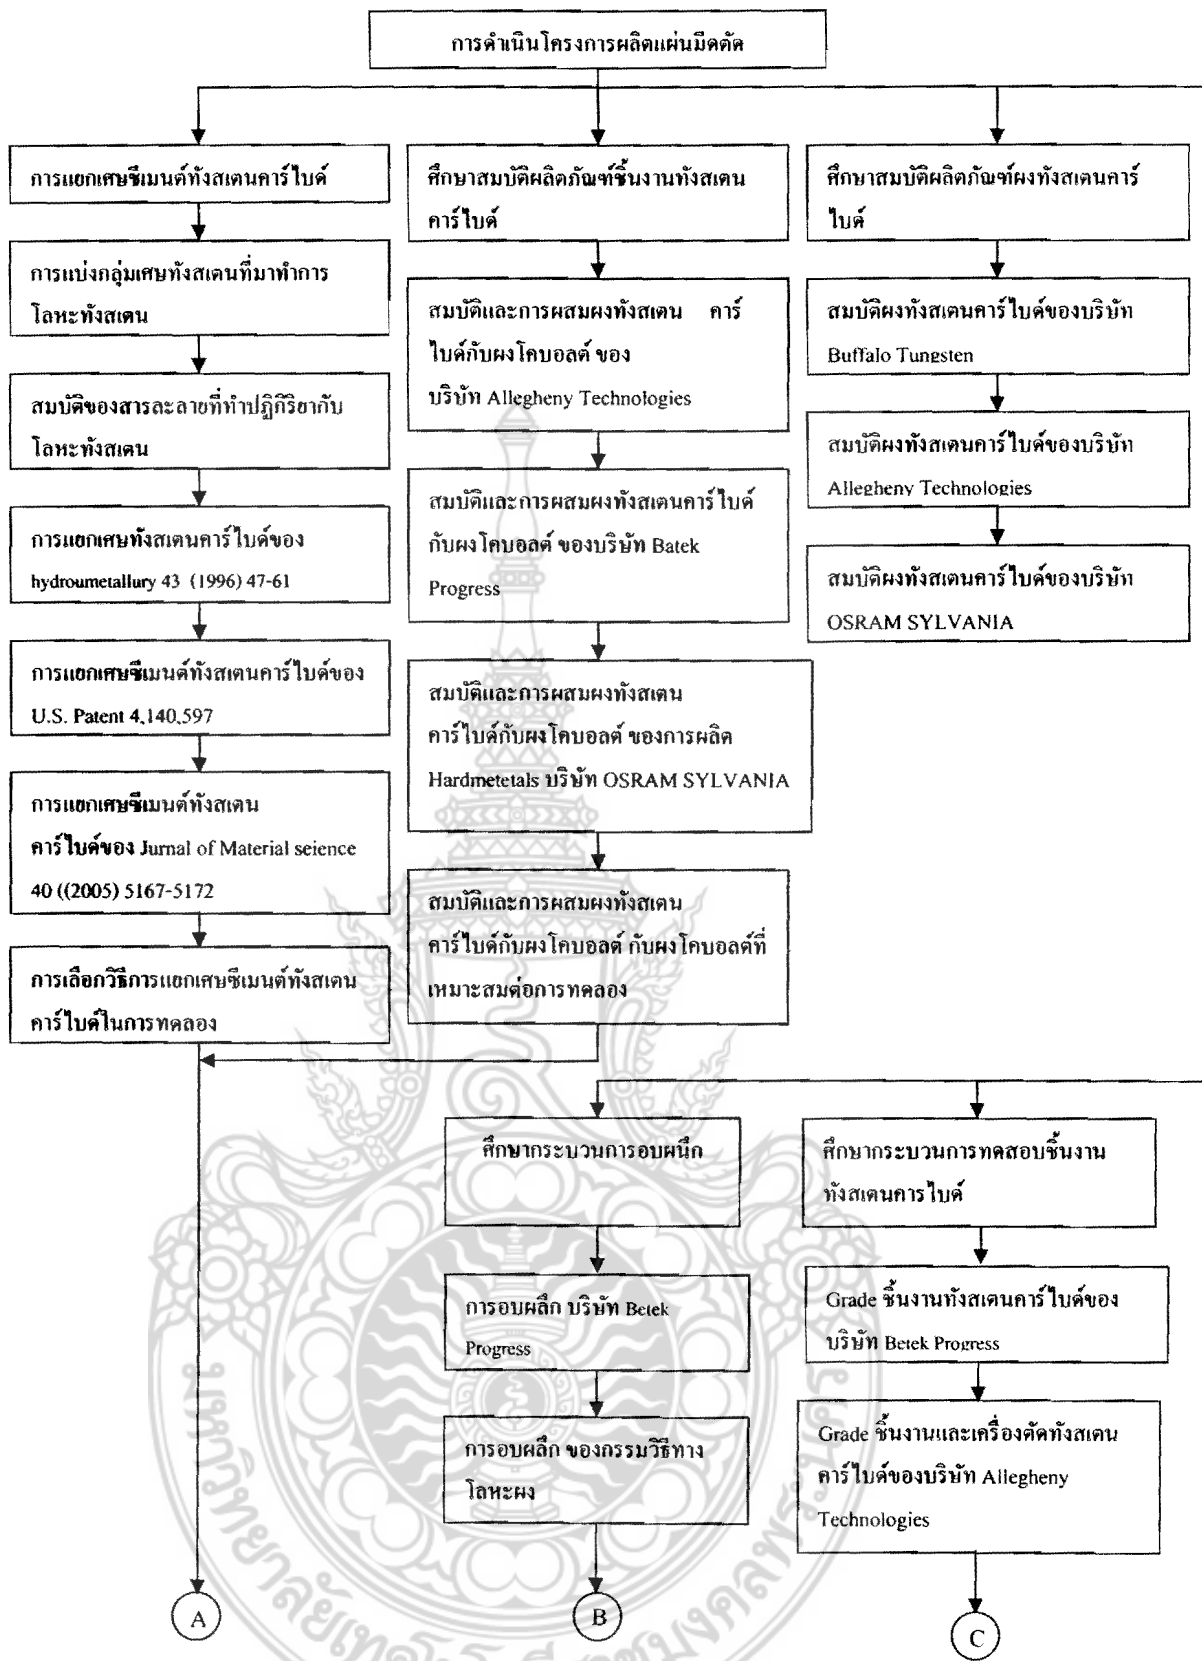 การดำเนินโครงการผลิตแผ่นมีดตัด
การแยกเศษซีเมนต์ทังสเตนคาร์ไบด์
การแบ่งกลุ่มเศษทังสเตนที่มาทำการ
โลหะทังสเตน
สมบัติของสารละลายที่ทำปฏิกิริยากับ
โลหะทังสเตน
การแยกเศษทังสเตนคาร์ไบด์ของ
hydroumetallury 43 (1996) 47-61
การแยกเศษซีเมนต์ทังสเตนคาร์ไบด์ของ
U.S. Patent 4,140,597
การแยกเศษซีเมนต์ทังสเตน
คาร์ไบด์ของ Jurnal of Material seience
40 ((2005) 5167-5172
การเลือกวิธีการแยกเศษซีเมนต์ทังสเตน
คาร์ไบด์ในการทดลอง
A
ศึกษาสมบัติผลิตภัณฑ์ชิ้นงานทังสเตน
คาร์ไบด์
สมบัติและการผสมผงทังสเตน คาร์
ไบด์กับผงโคบอลต์ ของ
บริษัท Allegheny Technologies
สมบัติและการผสมผงทังสเตนคาร์ไบด์
กับผงโคบอลต์ ของบริษัท Batek
Progress
สมบัติและการผสมผงทังสเตน
คาร์ไบด์กับผงโคบอลต์ ของการผลิต
Hardmetetals บริษัท OSRAM SYLVANIA
สมบัติและการผสมผงทังสเตน
คาร์ไบด์กับผงโคบอลต์ กับผงโคบอลต์ที่
เหมาะสมต่อการทดลอง
ศึกษาสมบัติผลิตภัณฑ์ผงทังสเตนคาร์
ไบด์
สมบัติผงทังสเตนคาร์ไบด์ของบริษัท
Buffalo Tungsten
สมบัติผงทังสเตนคาร์ไบด์ของบริษัท
Allegheny Technologies
สมบัติผงทังสเตนคาร์ไบด์ของบริษัท
OSRAM SYLVANIA
ศึกษากระบวนการอบผนึก
การอบผลึก บริษัท Betek
Progress
การอบผลึก ของกรรมวิธีทาง
โลหะผง
B
ศึกษากระบวนการทดสอบชิ้นงาน
ทังสเตนคารไบด์
Grade ชิ้นงานทังสเตนคาร์ไบด์ของ
บริษัท Betek Progress
Grade ชิ้นงานและเครื่องตัดทังสเตน
คาร์ไบด์ของบริษัท Allegheny
Technologies
C